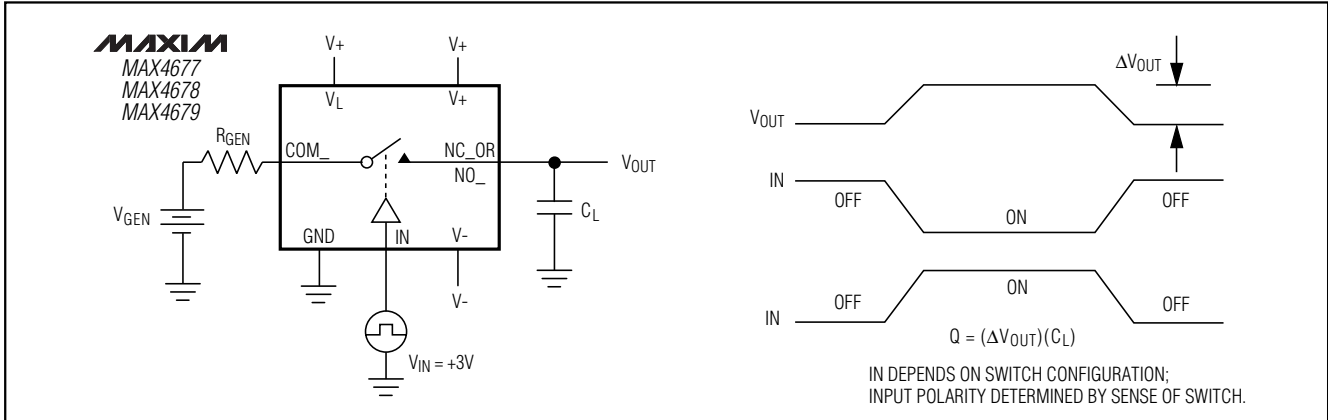 MAXIM
MAX4677
MAX4678
MAX4679
V+
V+
VL
V+
RGEN
COM_
NC_OR
NO_
VOUT
VGEN
CL
GND
IN
V-
V-
VIN = +3V
ΔVOUT
VOUT
IN
OFF
ON
OFF
IN
OFF
ON
OFF
Q = (ΔVOUT)(CL)
IN DEPENDS ON SWITCH CONFIGURATION;
INPUT POLARITY DETERMINED BY SENSE OF SWITCH.